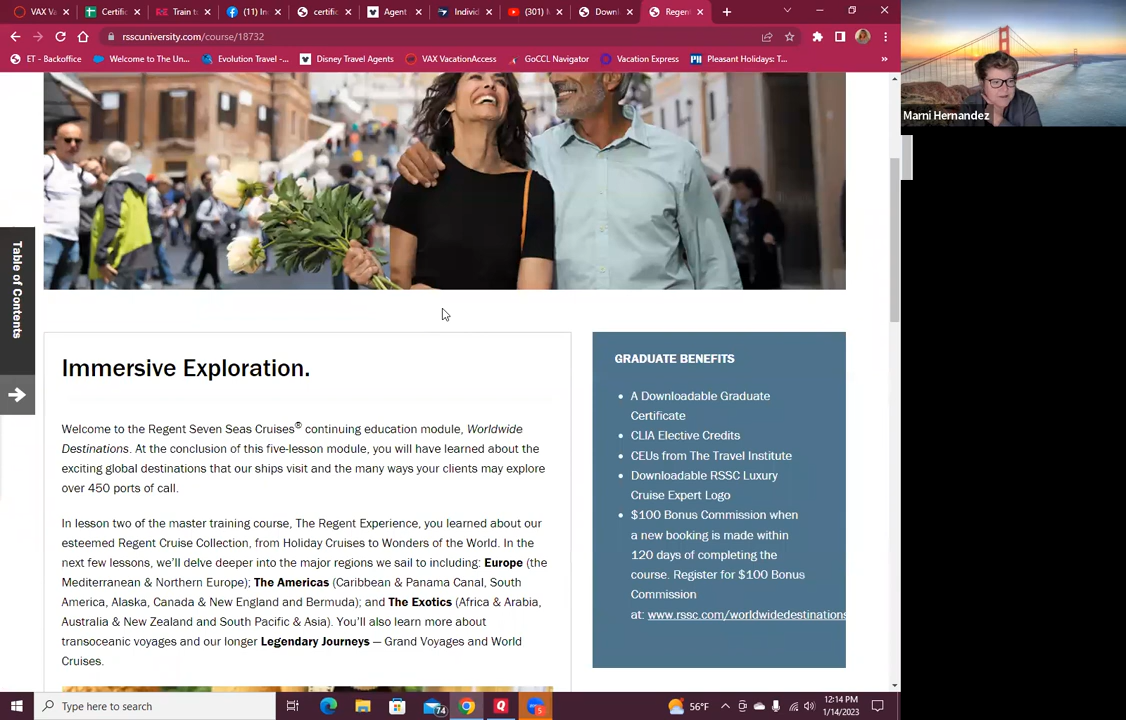 VAX Va
Certific
Train t
(11) In
certific
Agent
Individ
(301) M
Downl
Regent
rsscuniversity.com/course/18732
ET - Backoffice
Welcome to The Un...
Evolution Travel -...
Disney Travel Agents
VAX VacationAccess
GoCCL Navigator
Vacation Express
Pleasant Holidays: T...
Marni Hernandez
Table of Contents
Immersive Exploration.
Welcome to the Regent Seven Seas Cruises® continuing education module, Worldwide
Destinations. At the conclusion of this five-lesson module, you will have learned about the
exciting global destinations that our ships visit and the many ways your clients may explore
over 450 ports of call.
In lesson two of the master training course, The Regent Experience, you learned about our
esteemed Regent Cruise Collection, from Holiday Cruises to Wonders of the World. In the
next few lessons, we'll delve deeper into the major regions we sail to including: Europe (the
Mediterranean & Northern Europe); The Americas (Caribbean & Panama Canal, South
America, Alaska, Canada & New England and Bermuda); and The Exotics (Africa & Arabia,
Australia & New Zealand and South Pacific & Asia). You'll also learn more about
transoceanic voyages and our longer Legendary Journeys — Grand Voyages and World
Cruises.
GRADUATE BENEFITS
A Downloadable Graduate
Certificate
CLIA Elective Credits
CEUs from The Travel Institute
Downloadable RSSC Luxury
Cruise Expert Logo
$100 Bonus Commission when
a new booking is made within
120 days of completing the
course. Register for $100 Bonus
Commission
at: www.rssc.com/worldwidedestinations
Type here to search
74
56°F
12:14 PM
1/14/2023